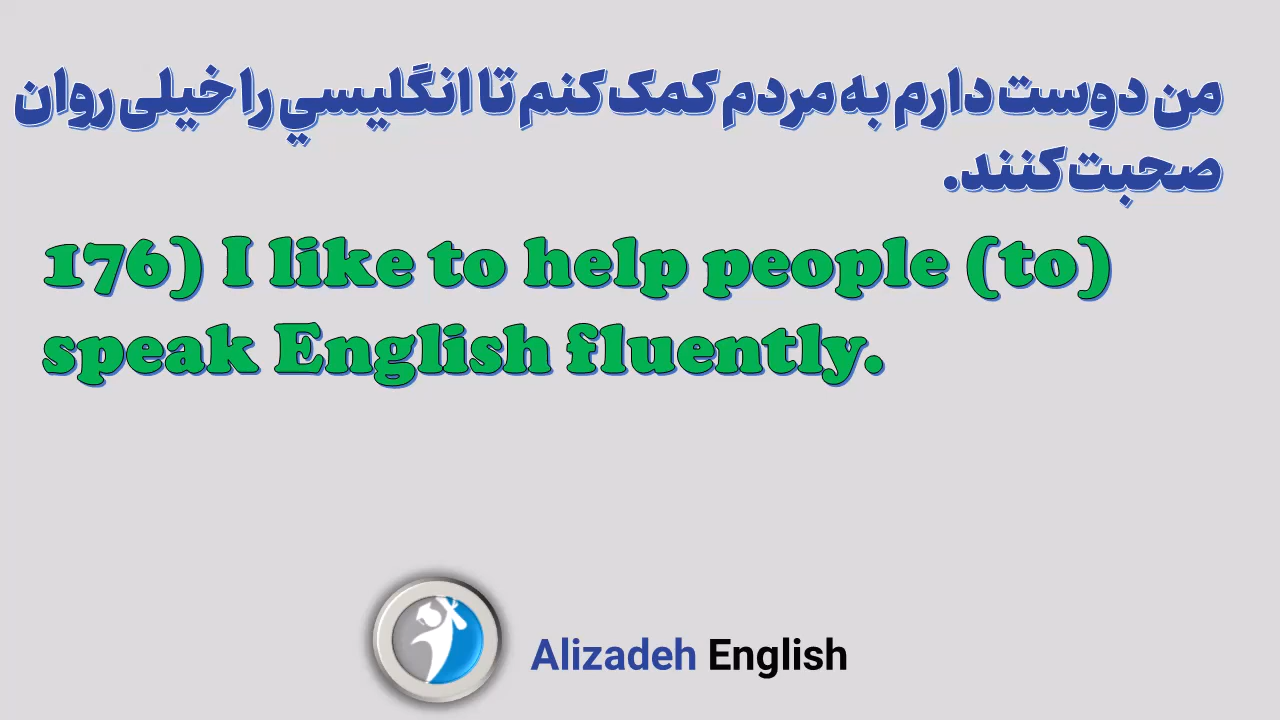 من دوست دارم به مردم کمک کنم تا انگلیسي را خیلی روان
صحبت کنند.
176) I like to help people (to)
speak English fluently.
Alizadeh English